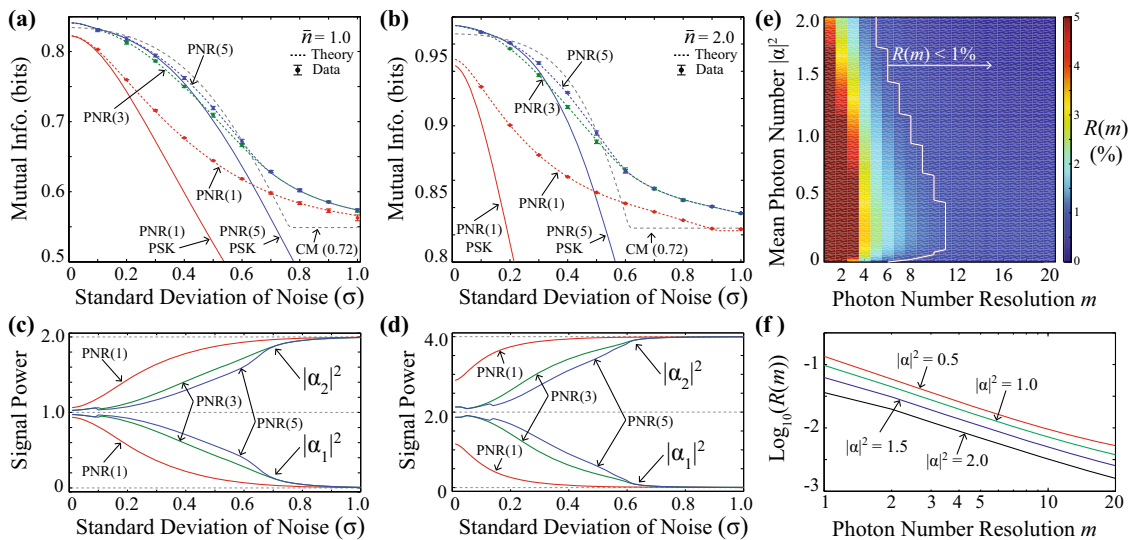 (a)
n̄ = 1.0
PNR(5)
Theory
Data
PNR(3)
PNR(1)
PNR(1)
PSK
PNR(5)
PSK
CM (0.72)
Mutual Info. (bits)
0.8
0.7
0.6
0.5
0 0.2 0.4 0.6 0.8 1.0
Standard Deviation of Noise (σ)
(b)
n̄ = 2.0
PNR(5)
Theory
Data
PNR(3)
PNR(1)
PNR(1)
PSK
PNR(5)
PSK
CM (0.72)
Mutual Info. (bits)
0.95
0.9
0.85
0.8
0 0.2 0.4 0.6 0.8 1.0
Standard Deviation of Noise (σ)
(e)
R(m) < 1%
Mean Photon Number |α|²
2.0
1.5
1.0
0.5
0
2 4 6 8 12 16 20
Photon Number Resolution m
5
4
3
2
1
0
R(m)
(%)
(c)
PNR(1)
PNR(3)
PNR(5)
|α₂|²
|α₁|²
PNR(1)
Signal Power
2.0
1.0
0
0 0.2 0.4 0.6 0.8 1.0
Standard Deviation of Noise (σ)
(d)
PNR(1)
PNR(3)
PNR(5)
|α₂|²
|α₁|²
PNR(1)
Signal Power
4.0
2.0
0
0 0.2 0.4 0.6 0.8 1.0
Standard Deviation of Noise (σ)
(f)
|α|² = 0.5
|α|² = 1.0
|α|² = 1.5
|α|² = 2.0
Log₁₀(R(m))
-1
-2
-3
1 2 3 4 5 10 20
Photon Number Resolution m